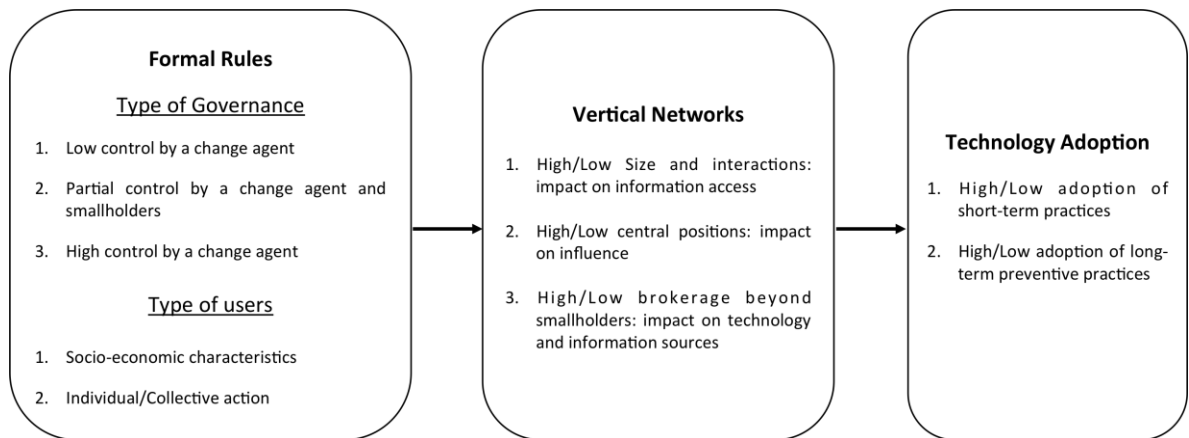 Formal Rules
Type of Governance
1. Low control by a change agent
2. Partial control by a change agent and
smallholders
3. High control by a change agent
Type of users
1. Socio-economic characteristics
2. Individual/Collective action
Vertical Networks
1. High/Low Size and interactions:
impact on information access
2. High/Low central positions: impact
on influence
3. High/Low brokerage beyond
smallholders: impact on technology
and information sources
Technology Adoption
1. High/Low adoption of
short-term practices
2. High/Low adoption of long-
term preventive practices